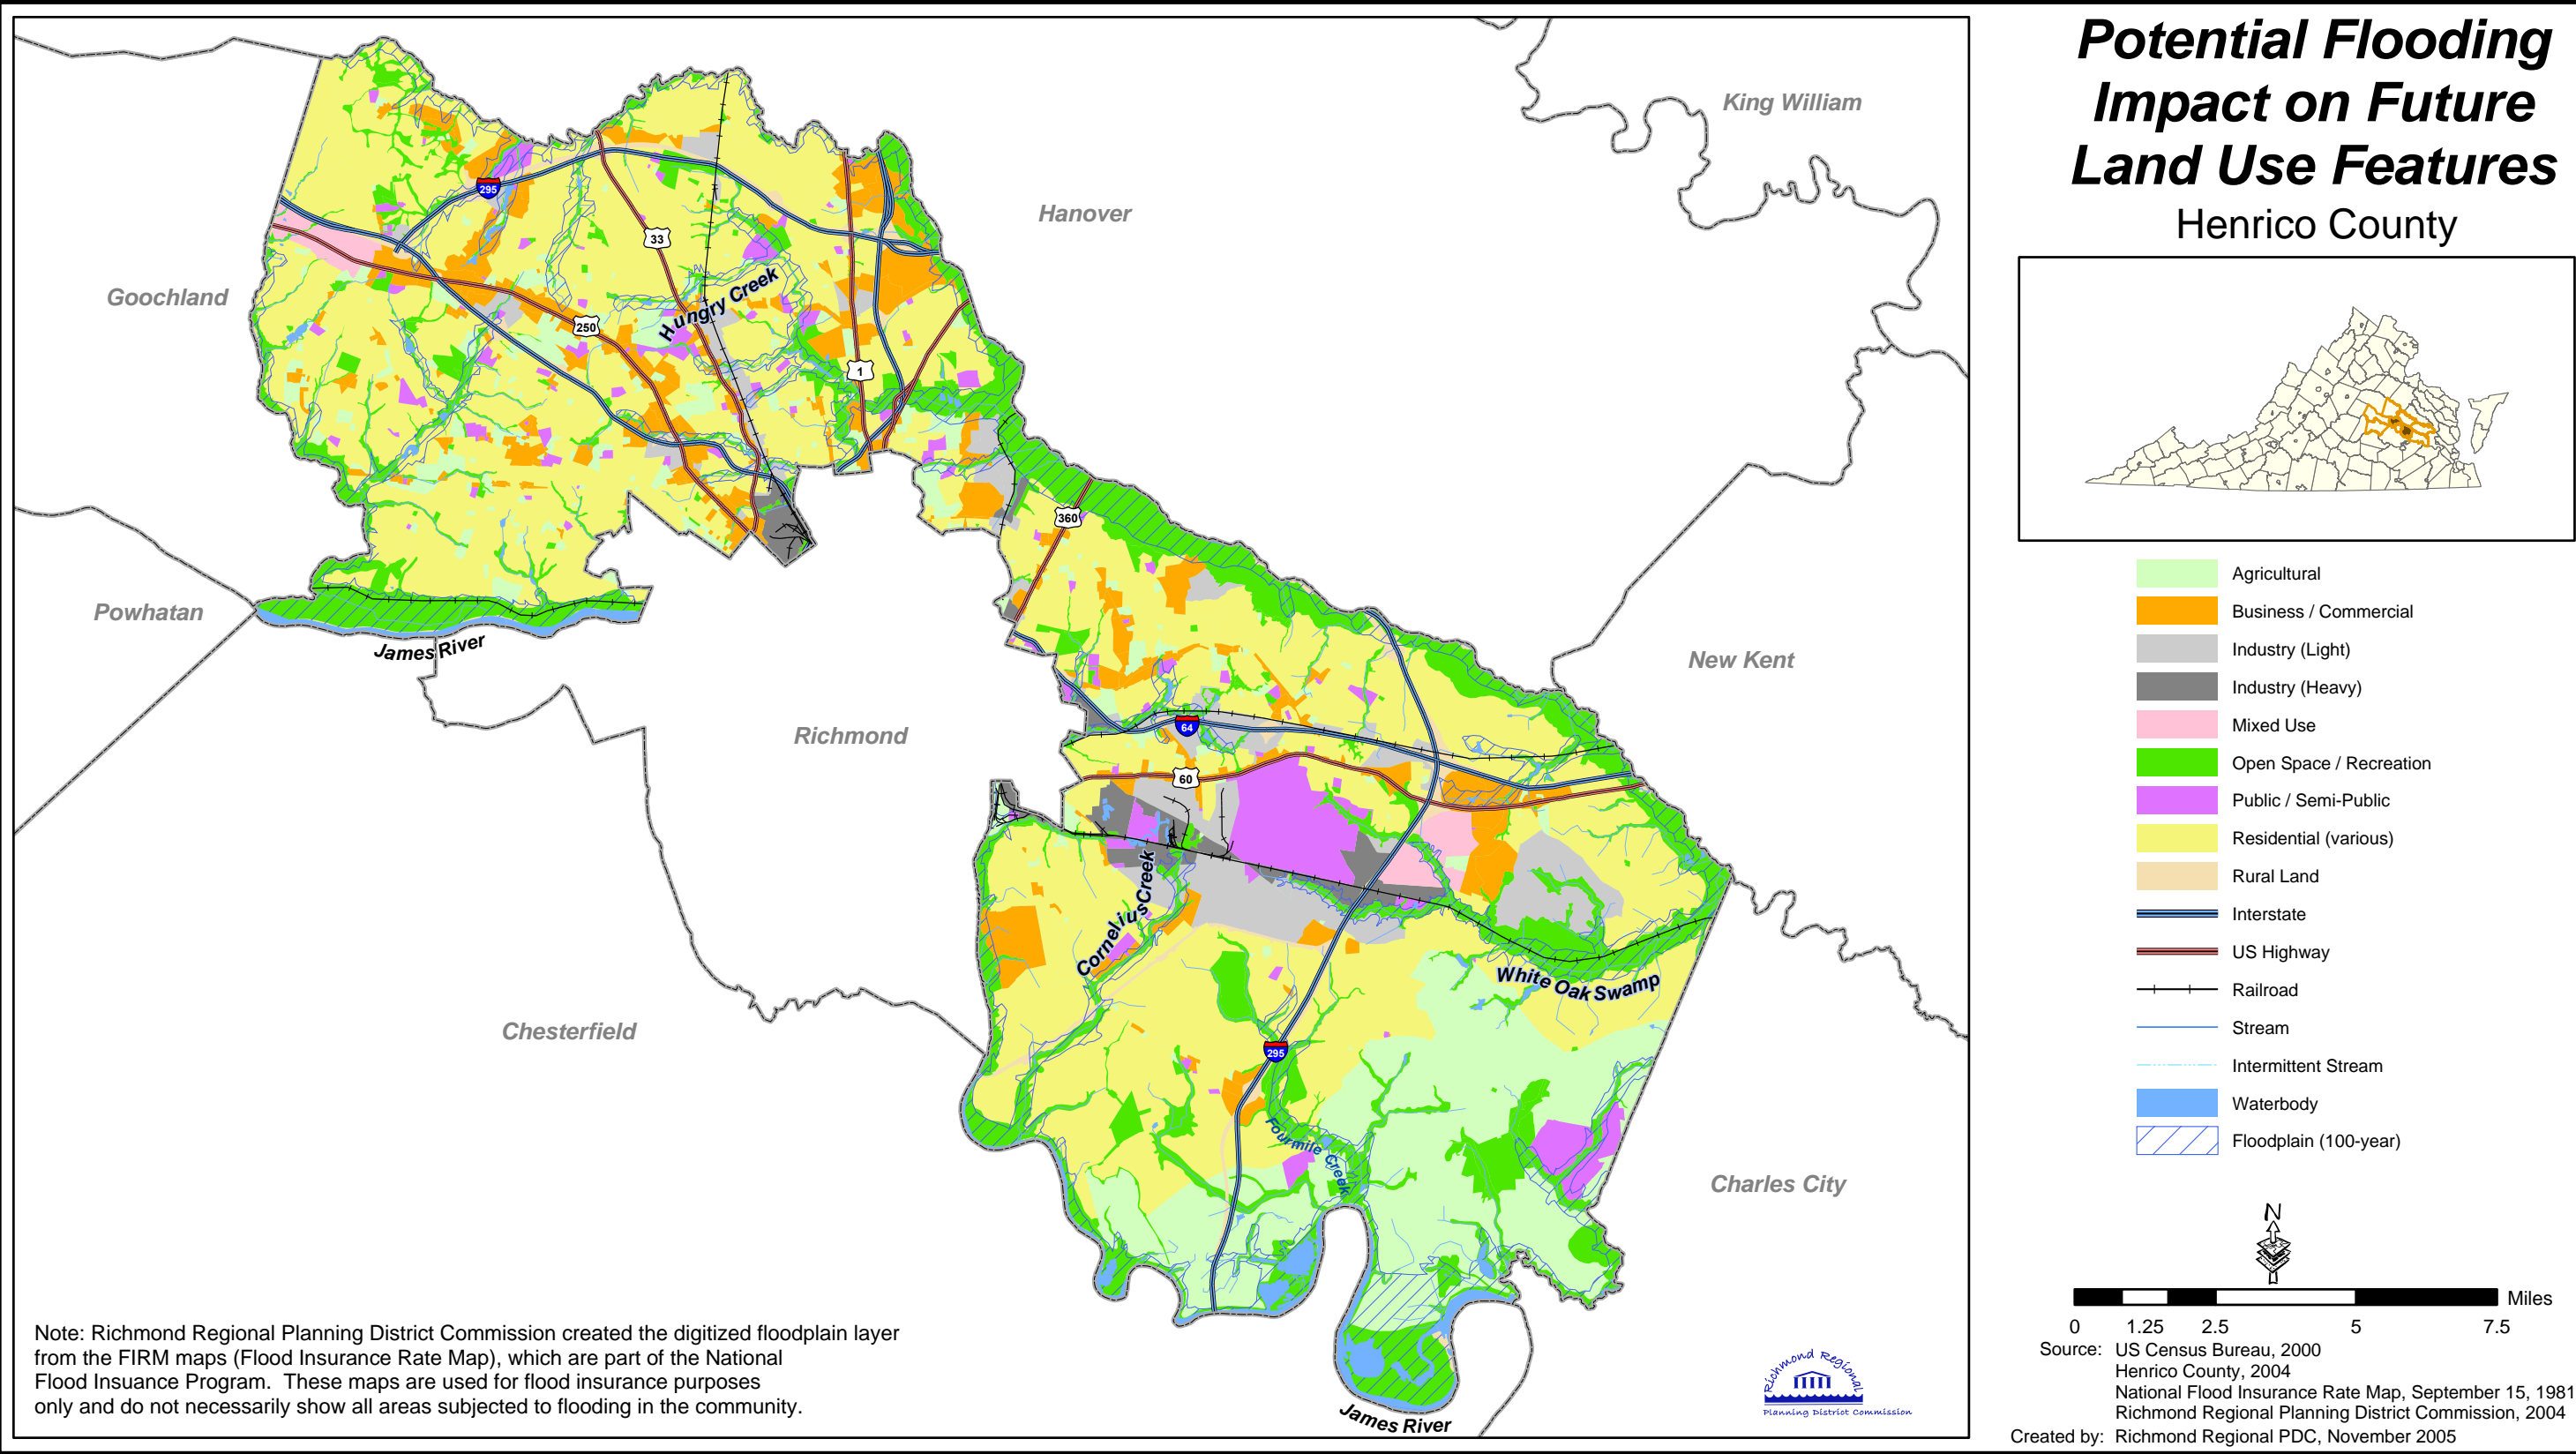 Potential Flooding
Impact on Future
Land Use Features
Henrico County
King William
Hanover
Goochland
Powhatan
Richmond
New Kent
Chesterfield
Charles City
295
33
250
Hungry Creek
1
360
James River
64
60
Cornelius Creek
White Oak Swamp
295
Fourmile Creek
James River
Agricultural
Business / Commercial
Industry (Light)
Industry (Heavy)
Mixed Use
Open Space / Recreation
Public / Semi-Public
Residential (various)
Rural Land
Interstate
US Highway
Railroad
Stream
Intermittent Stream
Waterbody
Floodplain (100-year)
N
Miles
0 1.25 2.5 5 7.5
Source: US Census Bureau, 2000
Henrico County, 2004
National Flood Insurance Rate Map, September 15, 1981
Richmond Regional Planning District Commission, 2004
Created by: Richmond Regional PDC, November 2005
Note: Richmond Regional Planning District Commission created the digitized floodplain layer
from the FIRM maps (Flood Insurance Rate Map), which are part of the National
Flood Insuance Program. These maps are used for flood insurance purposes
only and do not necessarily show all areas subjected to flooding in the community.
Richmond Regional
Planning District Commission